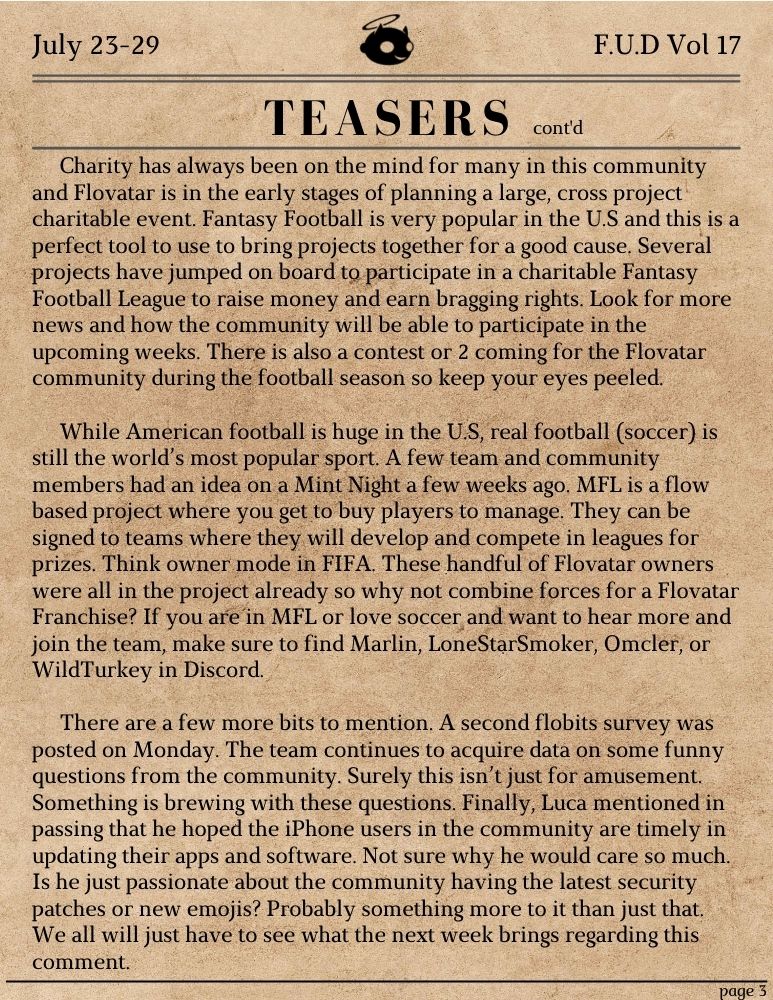 July 23-29
F.U.D Vol 17
TEASERS cont'd
Charity has always been on the mind for many in this community
and Flovatar is in the early stages of planning a large, cross project
charitable event. Fantasy Football is very popular in the U.S and this is a
perfect tool to use to bring projects together for a good cause. Several
projects have jumped on board to participate in a charitable Fantasy
Football League to raise money and earn bragging rights. Look for more
news and how the community will be able to participate in the
upcoming weeks. There is also a contest or 2 coming for the Flovatar
community during the football season so keep your eyes peeled.
While American football is huge in the U.S, real football (soccer) is
still the world's most popular sport. A few team and community
members had an idea on a Mint Night a few weeks ago. MFL is a flow
based project where you get to buy players to manage. They can be
signed to teams where they will develop and compete in leagues for
prizes. Think owner mode in FIFA. These handful of Flovatar owners
were all in the project already so why not combine forces for a Flovatar
Franchise? If you are in MFL or love soccer and want to hear more and
join the team, make sure to find Marlin, LoneStarSmoker, Omcler, or
WildTurkey in Discord.
There are a few more bits to mention. A second flobits survey was
posted on Monday. The team continues to acquire data on some funny
questions from the community. Surely this isn't just for amusement.
Something is brewing with these questions. Finally, Luca mentioned in
passing that he hoped the iPhone users in the community are timely in
updating their apps and software. Not sure why he would care so much.
Is he just passionate about the community having the latest security
patches or new emojis? Probably something more to it than just that.
We all will just have to see what the next week brings regarding this
comment.
page 3